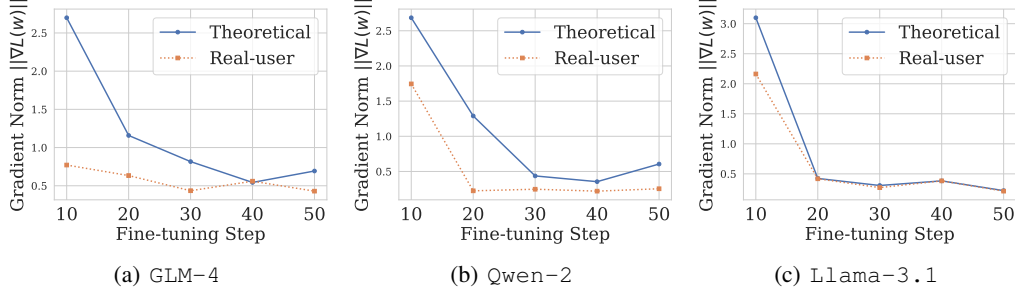 Gradient Norm ||∇L(w)||
2.5
2.0
1.5
1.0
0.5
10 20 30 40 50
Fine-tuning Step
Theoretical
Real-user
(a) GLM-4
Gradient Norm ||∇L(w)||
2.5
2.0
1.5
1.0
0.5
10 20 30 40 50
Fine-tuning Step
Theoretical
Real-user
(b) Qwen-2
Gradient Norm ||∇L(w)||
3.0
2.5
2.0
1.5
1.0
0.5
10 20 30 40 50
Fine-tuning Step
Theoretical
Real-user
(c) Llama-3.1